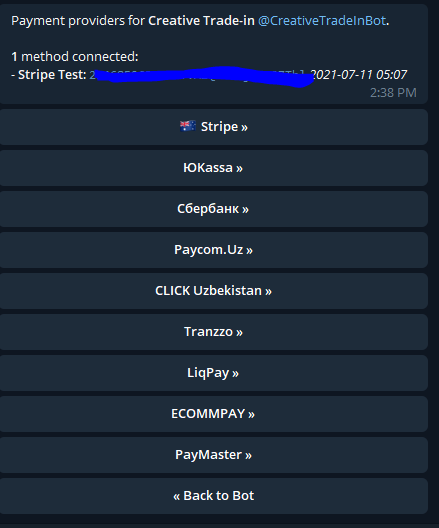 Payment providers for Creative Trade-in @CreativeTradeInBot.
1 method connected:
- Stripe Test: 2021-07-11 05:07
2:38 PM
Stripe »
ЮKassa »
Сбербанк »
Paycom.Uz »
CLICK Uzbekistan »
Tranzzo »
LiqPay »
ECOMMPAY »
PayMaster »
« Back to Bot